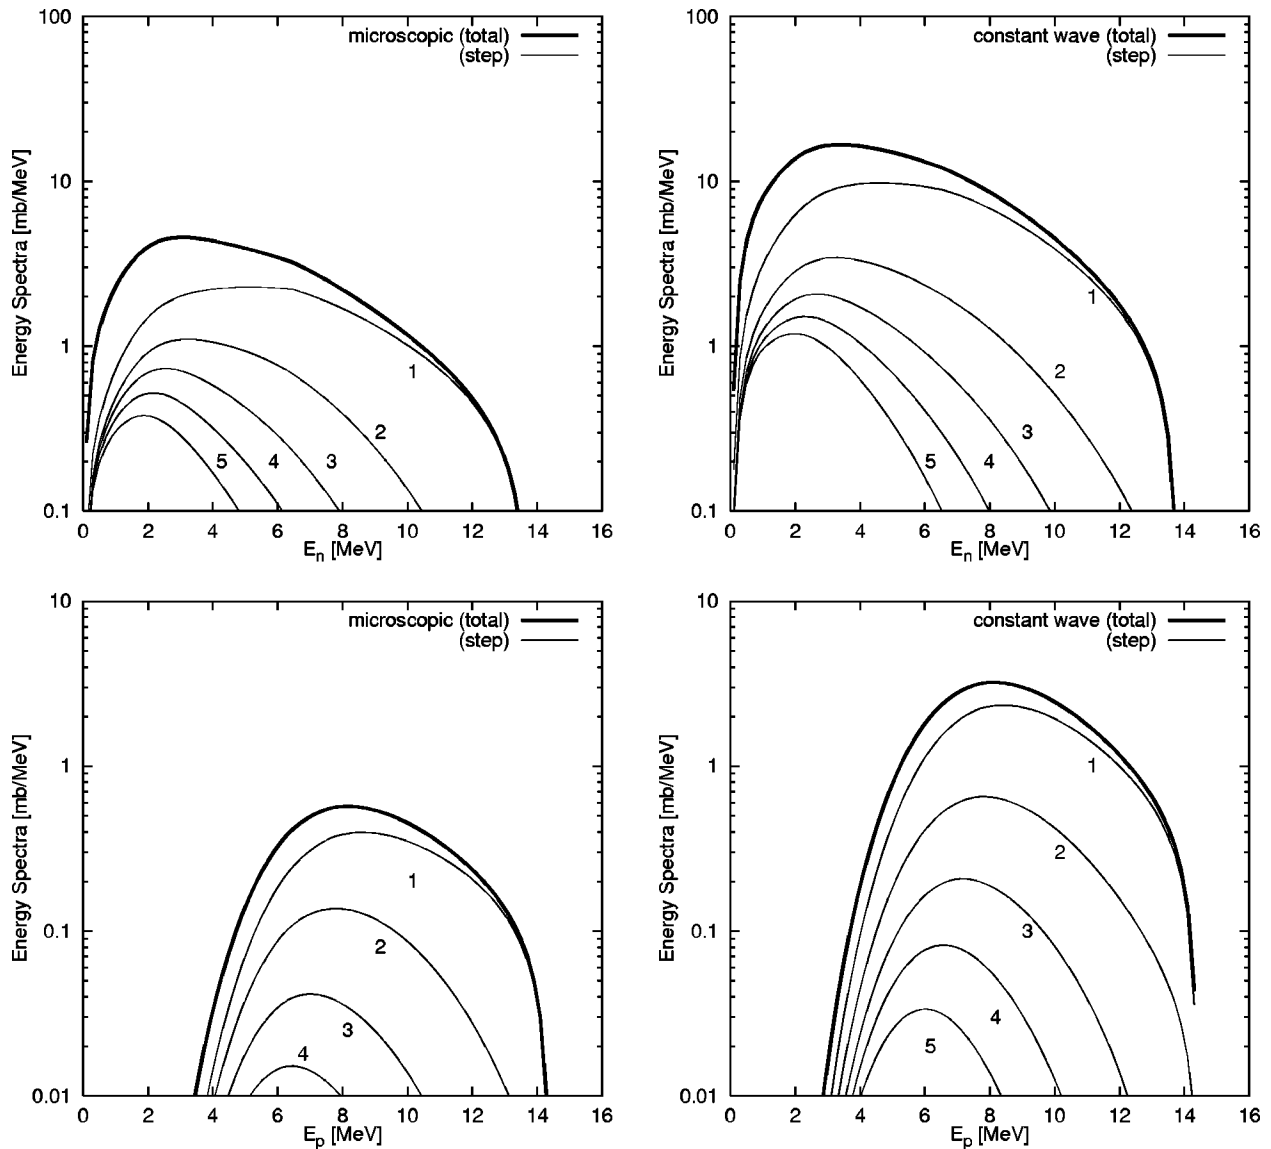 100
10
1
0.1
Energy Spectra [mb/MeV]
microscopic (total)
(step)
1
2
3
4
5
0 2 4 6 8 10 12 14 16
E_n [MeV]
100
10
1
0.1
Energy Spectra [mb/MeV]
constant wave (total)
(step)
1
2
3
4
5
0 2 4 6 8 10 12 14 16
E_n [MeV]
10
1
0.1
0.01
Energy Spectra [mb/MeV]
microscopic (total)
(step)
1
2
3
4
0 2 4 6 8 10 12 14 16
E_p [MeV]
10
1
0.1
0.01
Energy Spectra [mb/MeV]
constant wave (total)
(step)
1
2
3
4
5
0 2 4 6 8 10 12 14 16
E_p [MeV]